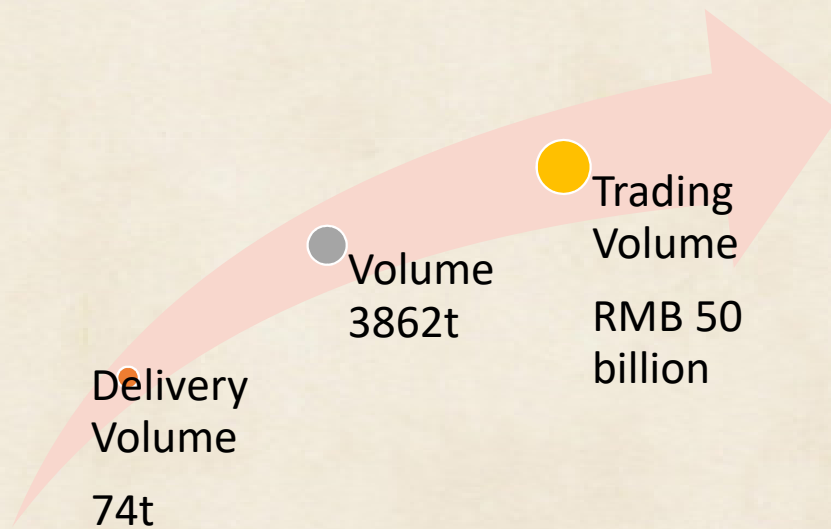 Delivery
Volume
74t
Volume
3862t
Trading
Volume
RMB 50
billion